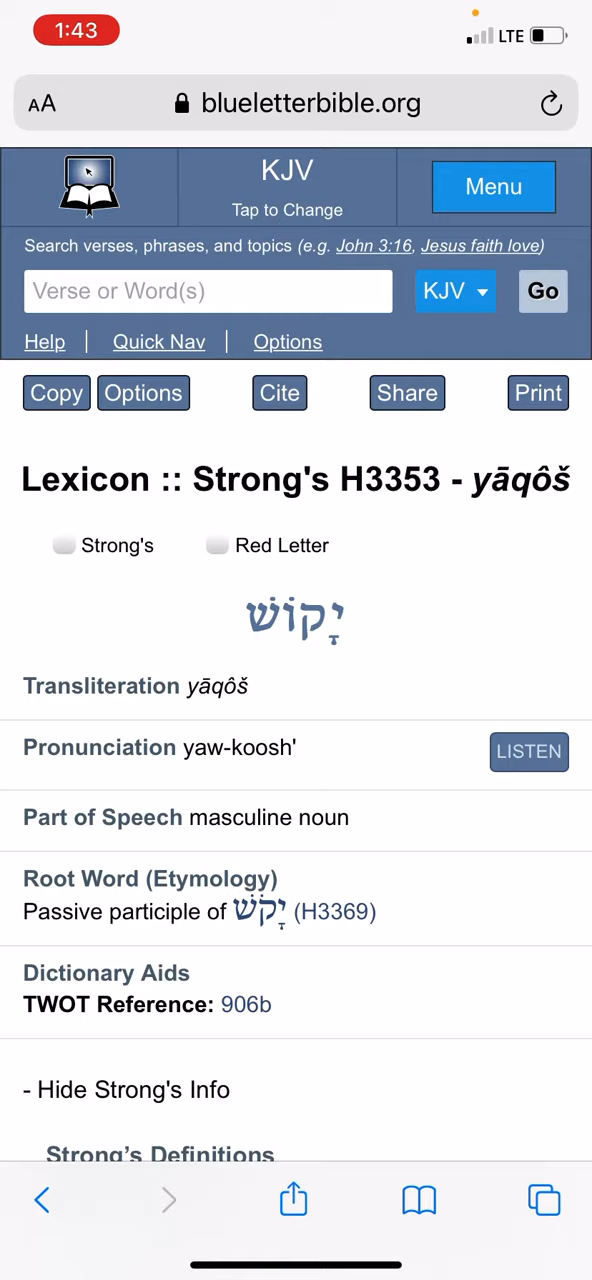 1:43
LTE
AA
blueletterbible.org
KJV
Tap to Change
Menu
Search verses, phrases, and topics (e.g. John 3:16, Jesus faith love)
Verse or Word(s)
KJV
Go
Help | Quick Nav | Options
Copy Options Cite Share Print
Lexicon :: Strong's H3353 - yāqôš
Strong's Red Letter
יָקוֹשׁ
Transliteration yāqôš
Pronunciation yaw-koosh'
LISTEN
Part of Speech masculine noun
Root Word (Etymology)
Passive participle of יָקֹשׁ (H3369)
Dictionary Aids
TWOT Reference: 906b
- Hide Strong's Info
Strong’s Definitions